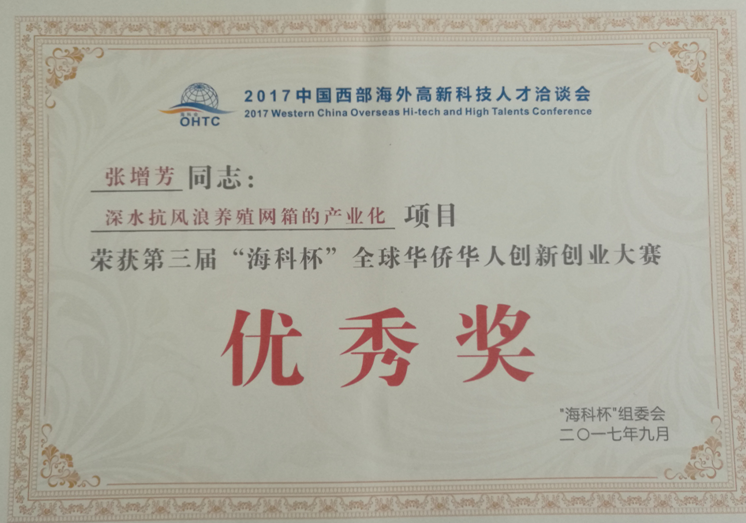 2017中国西部海外高新科技人才洽谈会
2017 Western China Overseas Hi-tech and High Talents Conference
OHTC
张增芳同志：
深水抗风浪养殖网箱的产业化 项目
荣获第三届“海科杯”全球华侨华人创新创业大赛
优秀奖
“海科杯”组委会
二〇一七年九月